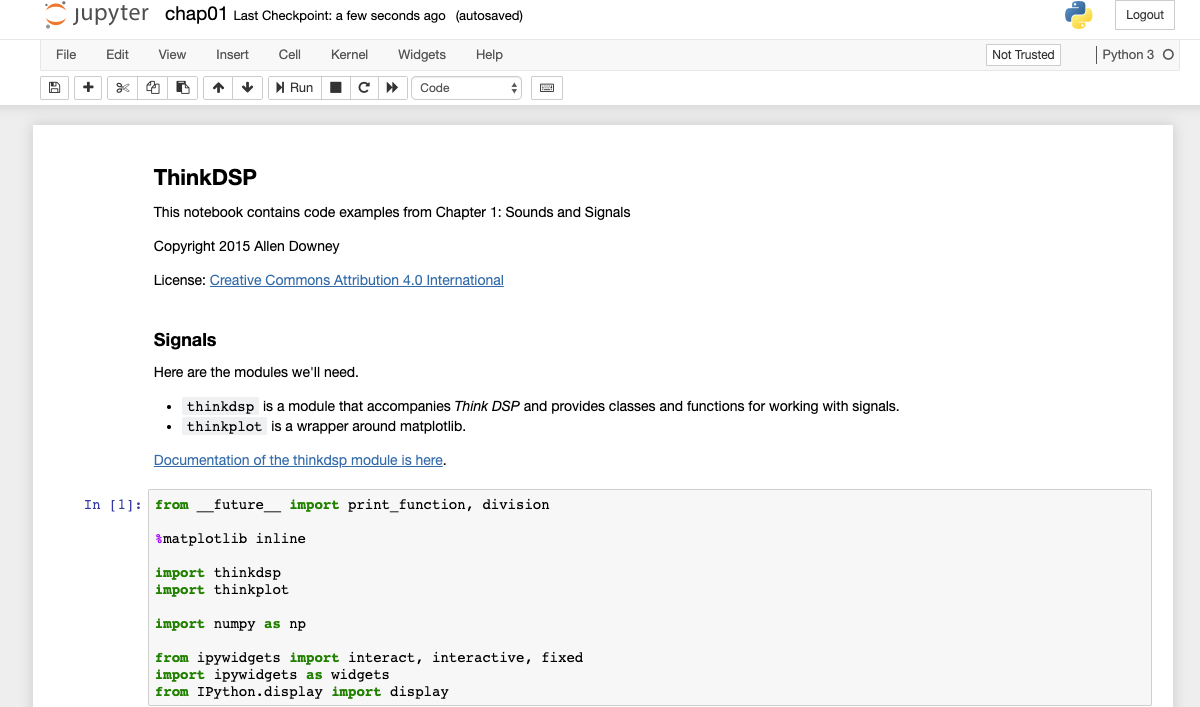 jupyter chap01 Last Checkpoint: a few seconds ago (autosaved) Logout
File Edit View Insert Cell Kernel Widgets Help Not Trusted Python 3
Run Code
ThinkDSP
This notebook contains code examples from Chapter 1: Sounds and Signals
Copyright 2015 Allen Downey
License: Creative Commons Attribution 4.0 International
Signals
Here are the modules we'll need.
• thinkdsp is a module that accompanies Think DSP and provides classes and functions for working with signals.
• thinkplot is a wrapper around matplotlib.
Documentation of the thinkdsp module is here.
In [1]: from __future__ import print_function, division
%matplotlib inline
import thinkdsp
import thinkplot
import numpy as np
from ipywidgets import interact, interactive, fixed
import ipywidgets as widgets
from IPython.display import display